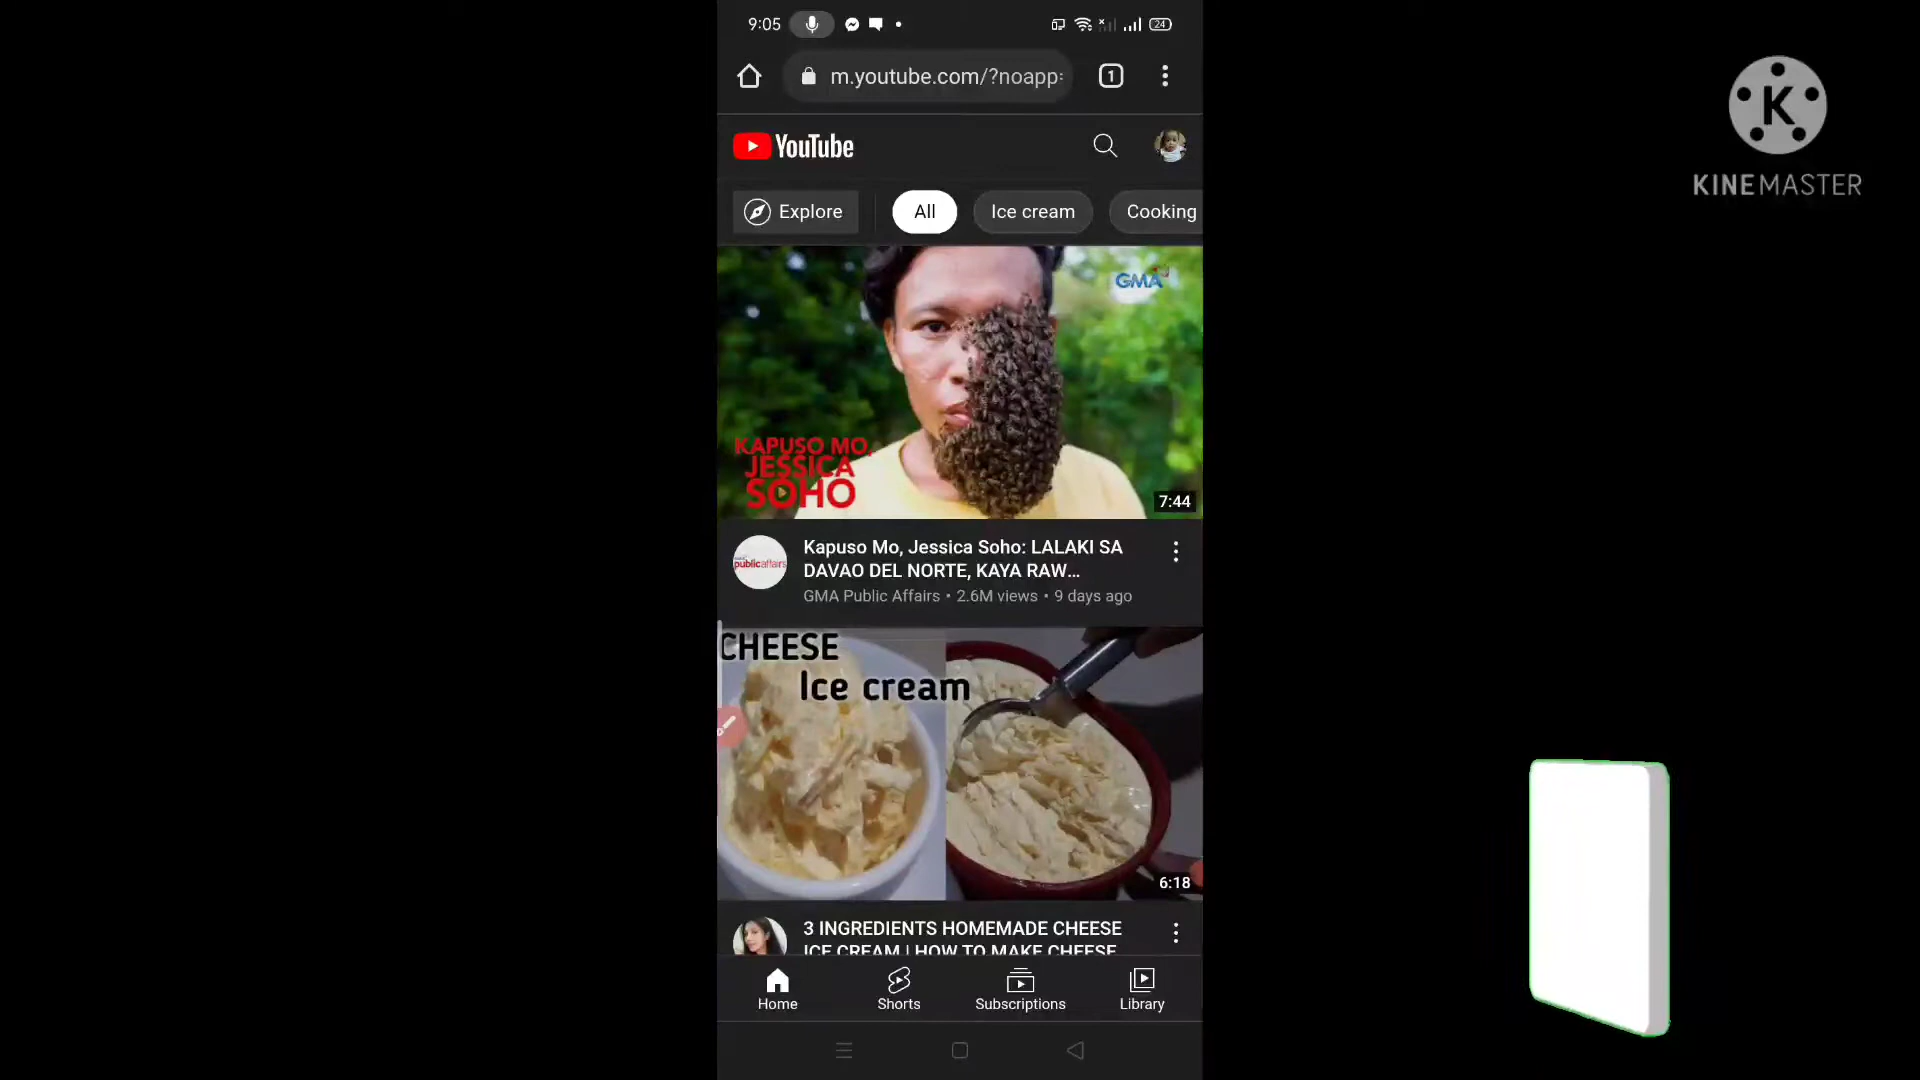 9:05
24
m.youtube.com/?noapp=
1
K
KINEMASTER
YouTube
Explore
All
Ice cream
Cooking
GMA
KAPUSO MO,
JESSICA
SOHO
7:44
publicaffairs
Kapuso Mo, Jessica Soho: LALAKI SA
DAVAO DEL NORTE, KAYA RAW...
GMA Public Affairs • 2.6M views • 9 days ago
CHEESE
Ice cream
6:18
3 INGREDIENTS HOMEMADE CHEESE
ICE CREAM | HOW TO MAKE CHEESE
Home
Shorts
Subscriptions
Library